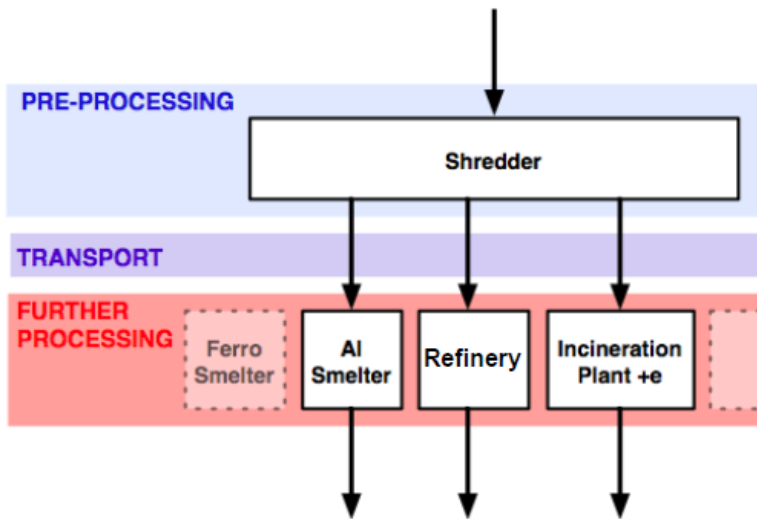 PRE-PROCESSING
Shredder
TRANSPORT
FURTHER
PROCESSING
Ferro
Smelter
Al
Smelter
Refinery
Incineration
Plant +e